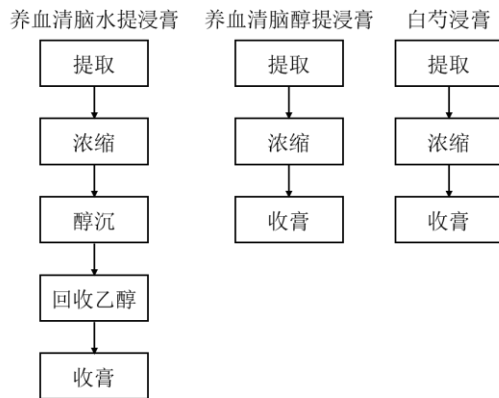 养血清脑水提浸膏
提取
浓缩
醇沉
回收乙醇
收膏
养血清脑醇提浸膏
提取
浓缩
收膏
白芍浸膏
提取
浓缩
收膏